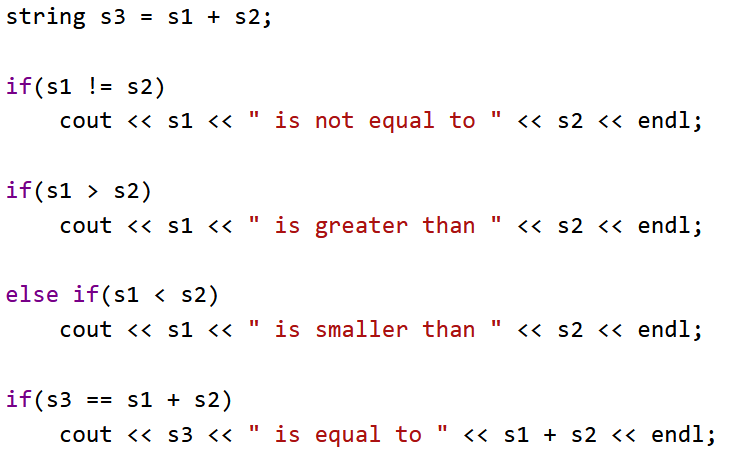 string s3 = s1 + s2;
if(s1 != s2)
    cout << s1 << " is not equal to " << s2 << endl;
if(s1 > s2)
    cout << s1 << " is greater than " << s2 << endl;
else if(s1 < s2)
    cout << s1 << " is smaller than " << s2 << endl;
if(s3 == s1 + s2)
    cout << s3 << " is equal to " << s1 + s2 << endl;